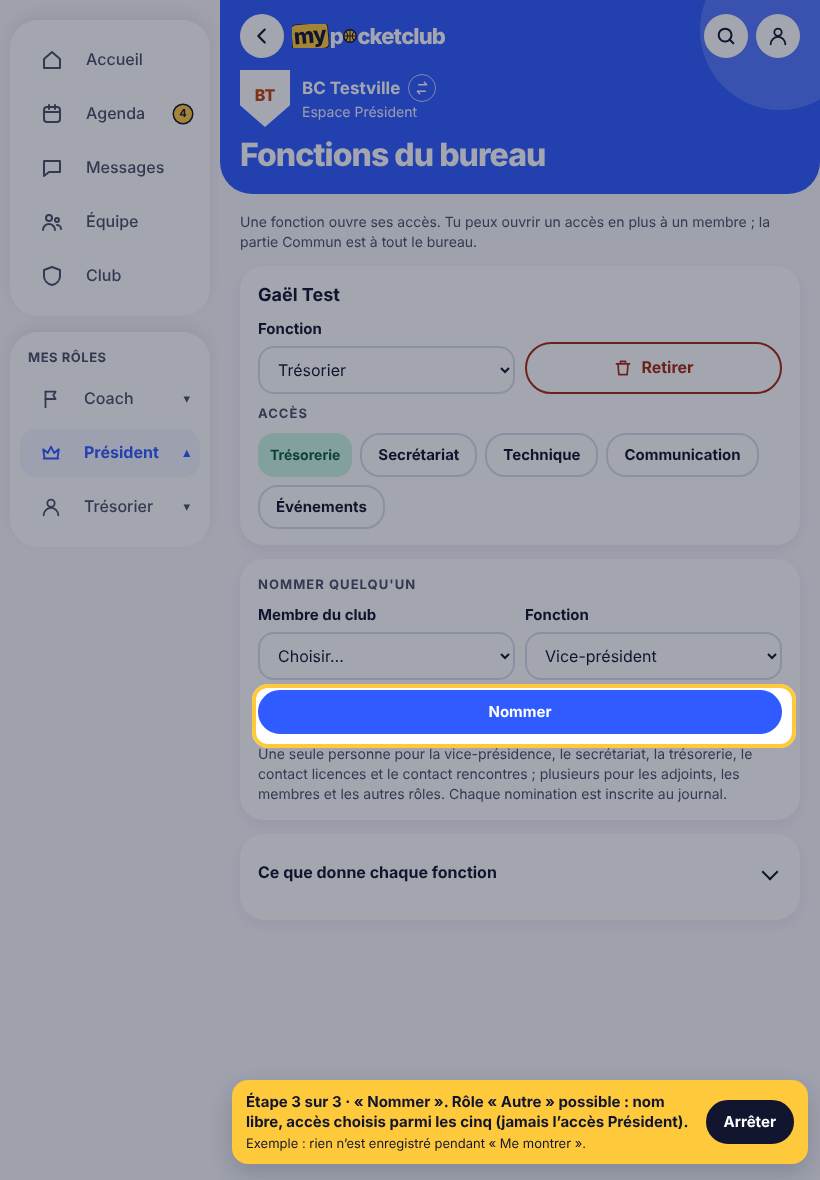 Accueil
Agenda
4
Messages
Équipe
Club
MES RÔLES
Coach
Président
Trésorier
my pocketclub
BT
BC Testville
Espace Président
Fonctions du bureau
Une fonction ouvre ses accès. Tu peux ouvrir un accès en plus à un membre ; la
partie Commun est à tout le bureau.
Gaël Test
Fonction
Trésorier
Retirer
ACCÈS
Trésorerie
Secrétariat
Technique
Communication
Événements
NOMMER QUELQU'UN
Membre du club
Fonction
Choisir...
Vice-président
Nommer
Une seule personne pour la vice-présidence, le secrétariat, la trésorerie, le
contact licences et le contact rencontres ; plusieurs pour les adjoints, les
membres et les autres rôles. Chaque nomination est inscrite au journal.
Ce que donne chaque fonction
Étape 3 sur 3 · « Nommer ». Rôle « Autre » possible : nom
libre, accès choisis parmi les cinq (jamais l’accès Président).
Exemple : rien n’est enregistré pendant « Me montrer ».
Arrêter